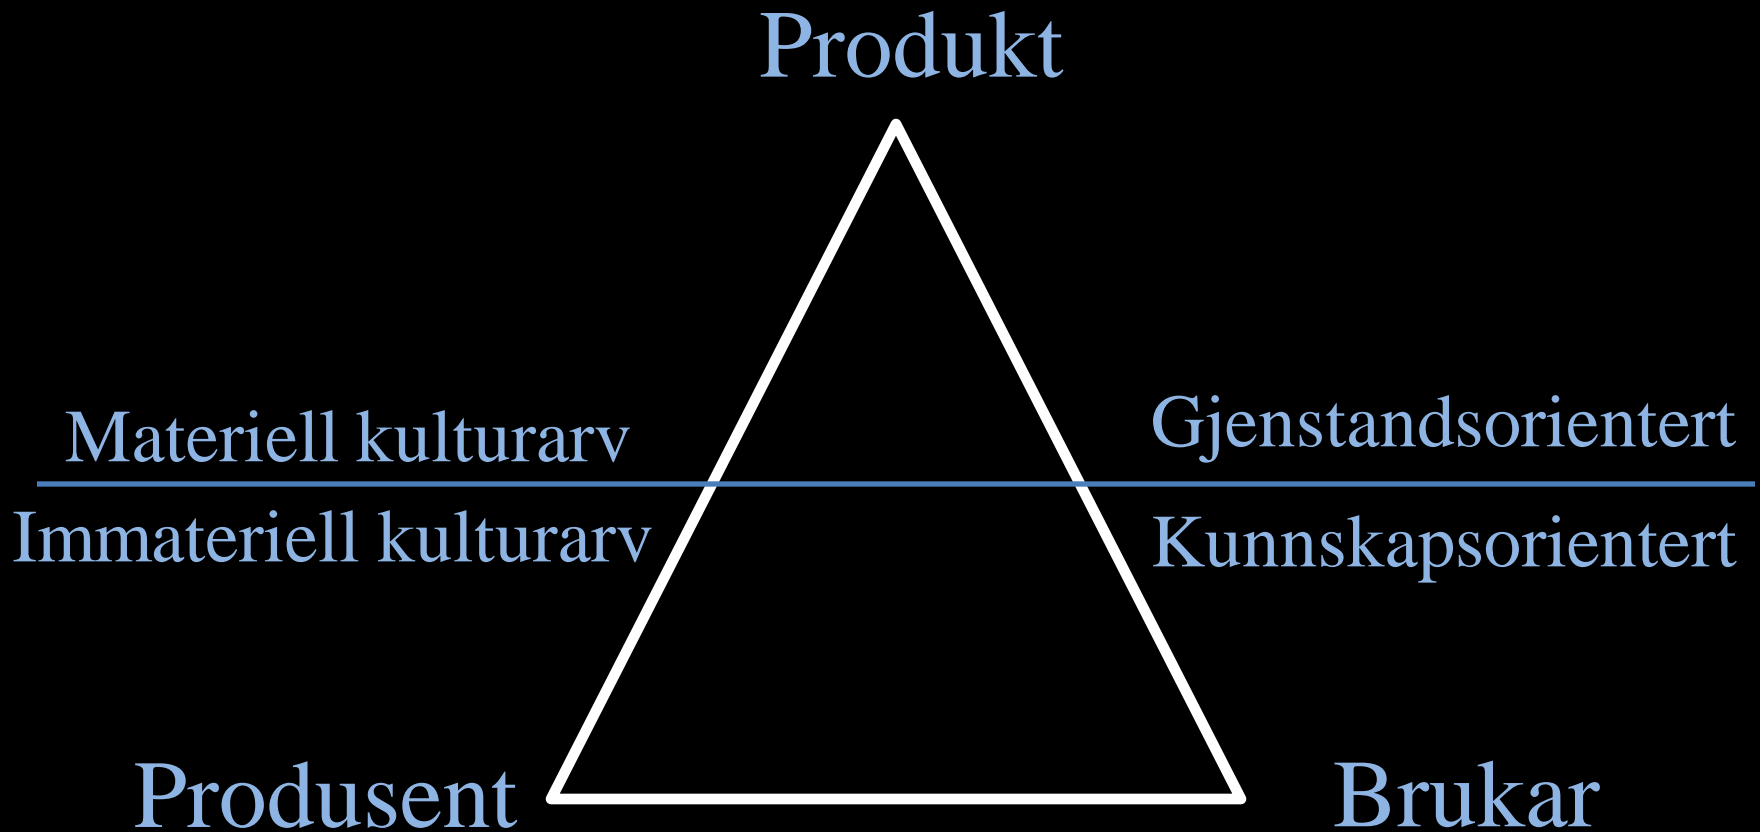 Produkt
Materiell kulturarv
Gjenstandsorientert
Immateriell kulturarv
Kunnskapsorientert
Produsent
Brukar